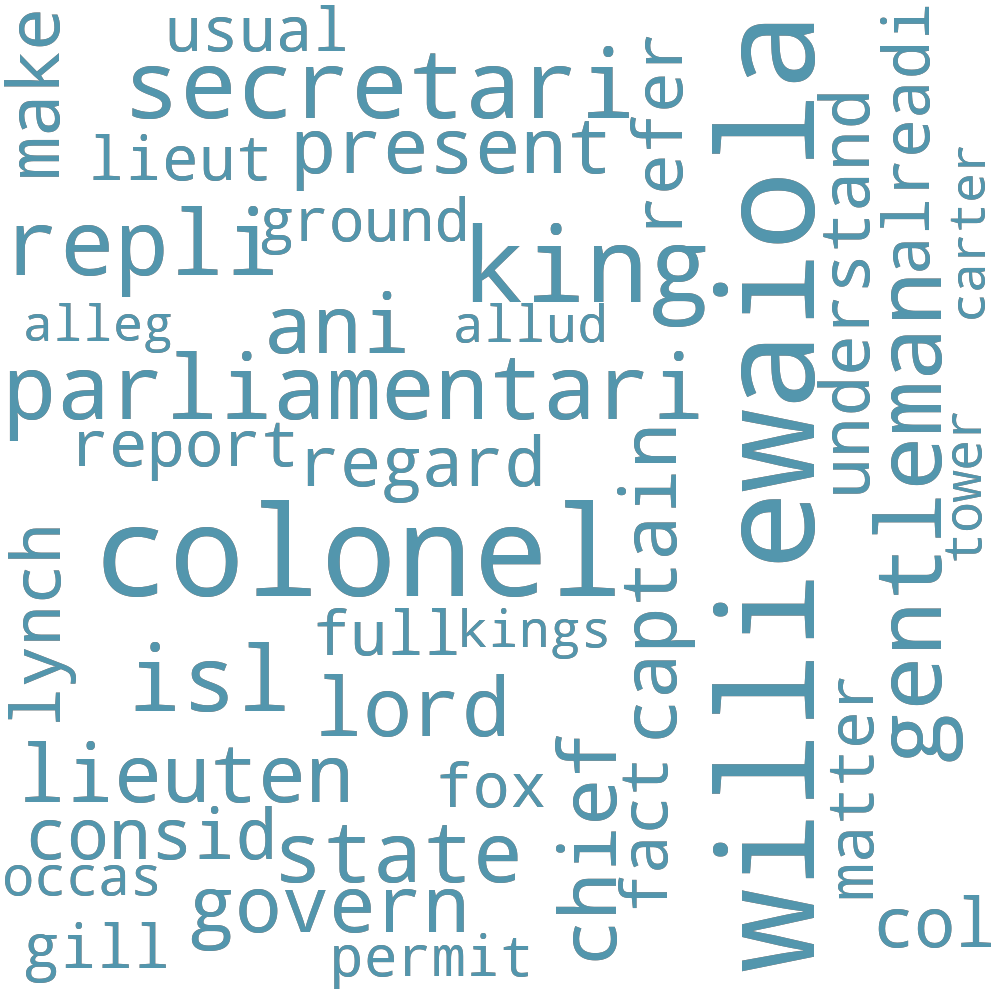 make
usual
secretari
lieut
present
refer
williewaiola
alreadi
understand
carter
repli
ground
king
alleg
ani
allud
parliamentari
gentleman
report
regard
captain
tower
colonel
lynch
full
kings
isl
lord
lieuten
fox
chief
fact
matter
consid
state
occas
govern
gill
permit
col